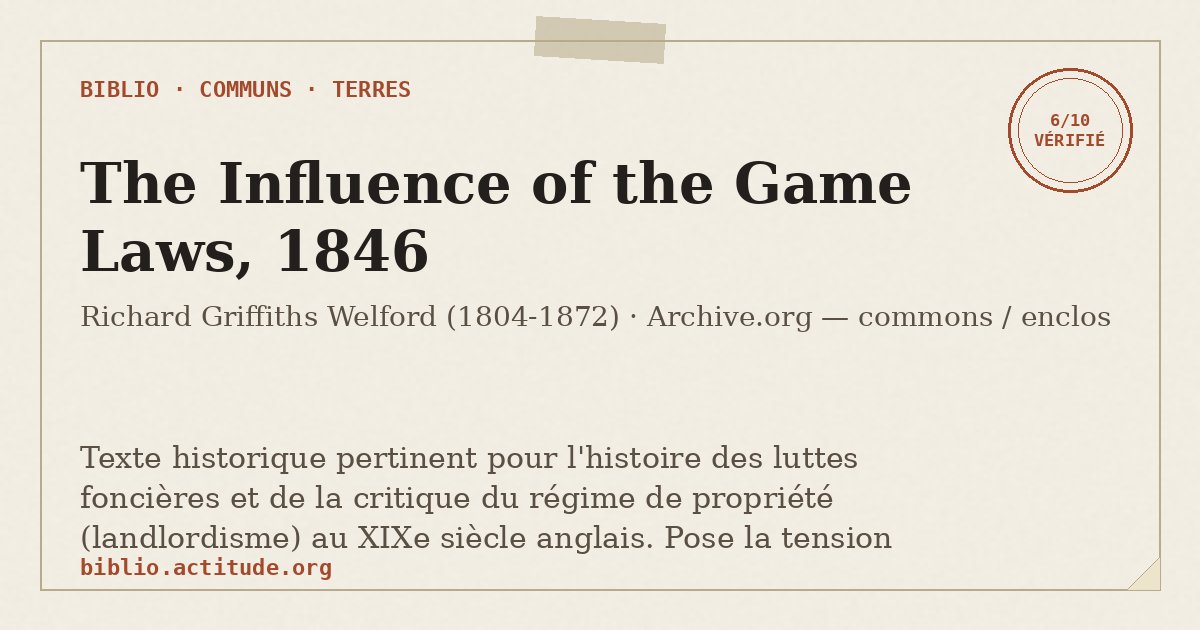 BIBLIO · COMMUNS · TERRES
6/10
VÉRIFIÉ
The Influence of the Game
Laws, 1846
Richard Griffiths Welford (1804-1872) · Archive.org — commons / enclos
Texte historique pertinent pour l'histoire des luttes
foncières et de la critique du régime de propriété
(landlordisme) au XIXe siècle anglais. Pose la tension
biblio.actitude.org